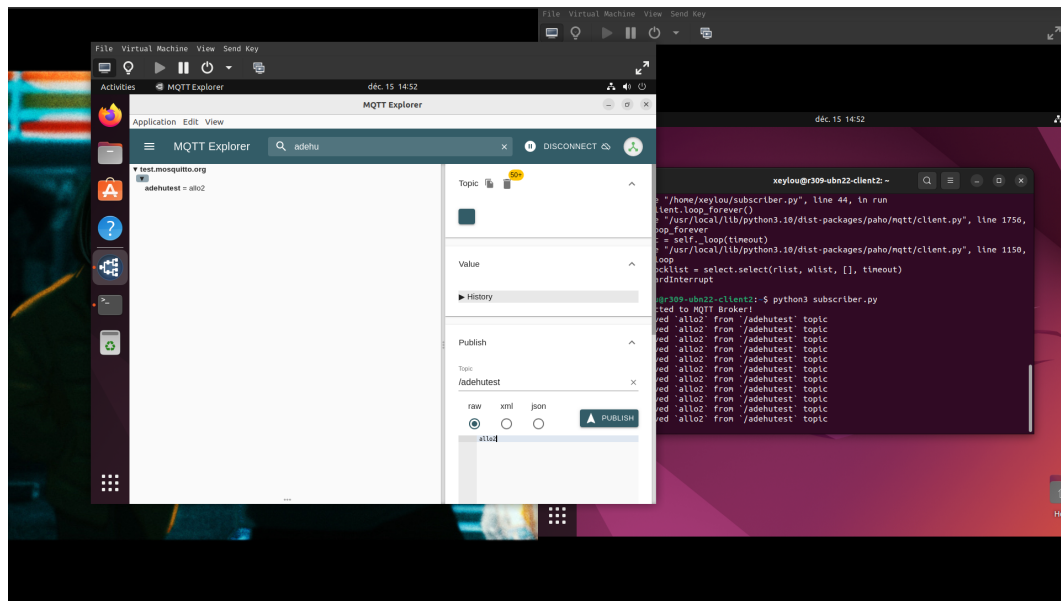 File Virtual Machine View Send Key
File Virtual Machine View Send Key
Activities MQTT Explorer déc. 15 14:52
MQTT Explorer
Application Edit View
MQTT Explorer adehu DISCONNECT
test.mosquitto.org
adehutest = allo2
Topic 50+
Value
History
Publish
Topic
/adehutest
raw xml json
PUBLISH
allo2
déc. 15 14:52
xeylou@r309-ubn22-client2: ~
"/home/xeylou/subscriber.py", line 44, in run
lient.loop_forever()
"/usr/local/lib/python3.10/dist-packages/paho/mqtt/client.py", line 1756,
oop_forever
= self._loop(timeout)
"/usr/local/lib/python3.10/dist-packages/paho/mqtt/client.py", line 1150,
loop
ocklist = select.select(rlist, wlist, [], timeout)
ardInterrupt
u@r309-ubn22-client2:~$ python3 subscriber.py
cted to MQTT Broker!
ved `allo2` from `/adehutest` topic
ved `allo2` from `/adehutest` topic
ved `allo2` from `/adehutest` topic
ved `allo2` from `/adehutest` topic
ved `allo2` from `/adehutest` topic
ved `allo2` from `/adehutest` topic
ved `allo2` from `/adehutest` topic
ved `allo2` from `/adehutest` topic
ved `allo2` from `/adehutest` topic
ved `allo2` from `/adehutest` topic
ved `allo2` from `/adehutest` topic